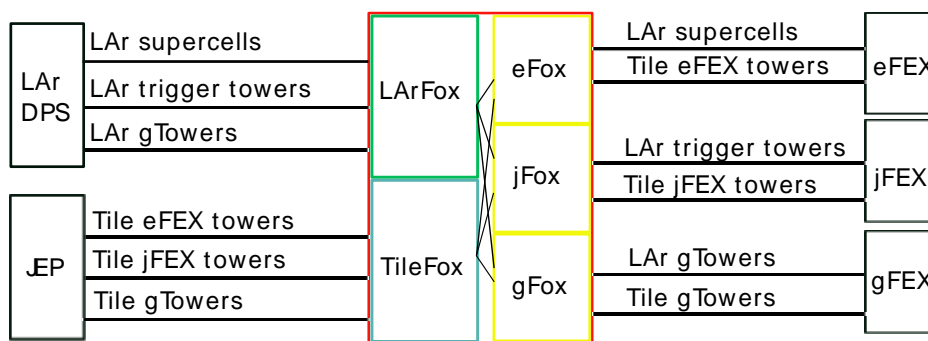 LAr supercells
LAr
DPS
LAr trigger towers
LAr gTowers
LArFox
eFox
LAr supercells
Tile eFEX towers
eFEX
jFox
LAr trigger towers
Tile jFEX towers
jFEX
JEP
Tile eFEX towers
Tile jFEX towers
Tile gTowers
TileFox
gFox
LAr gTowers
Tile gTowers
gFEX